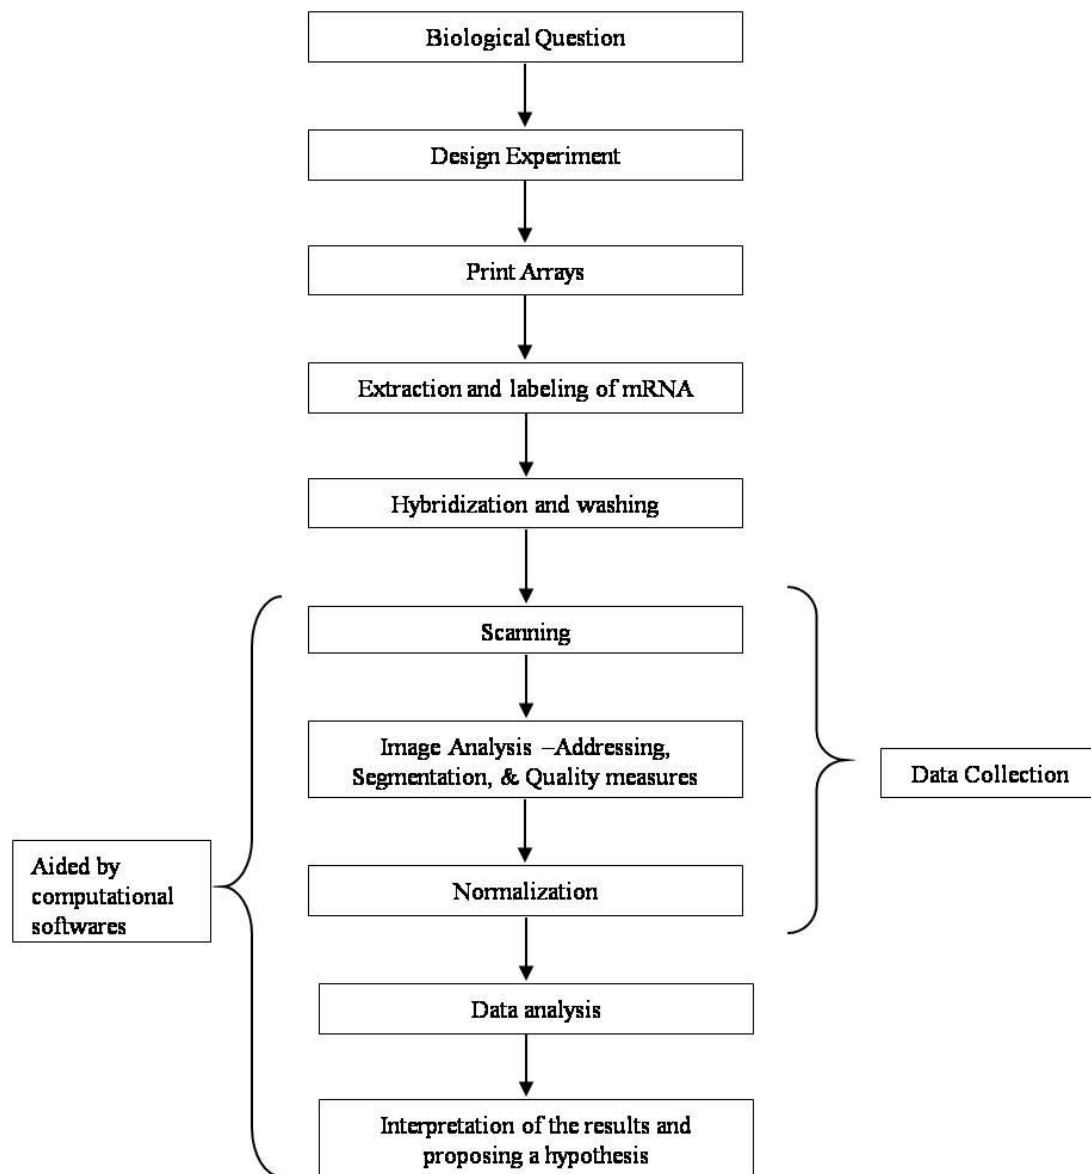 Biological Question
Design Experiment
Print Arrays
Extraction and labeling of mRNA
Hybridization and washing
Scanning
Image Analysis –Addressing,
Segmentation, & Quality measures
Data Collection
Aided by
computational
softwares
Normalization
Data analysis
Interpretation of the results and
proposing a hypothesis